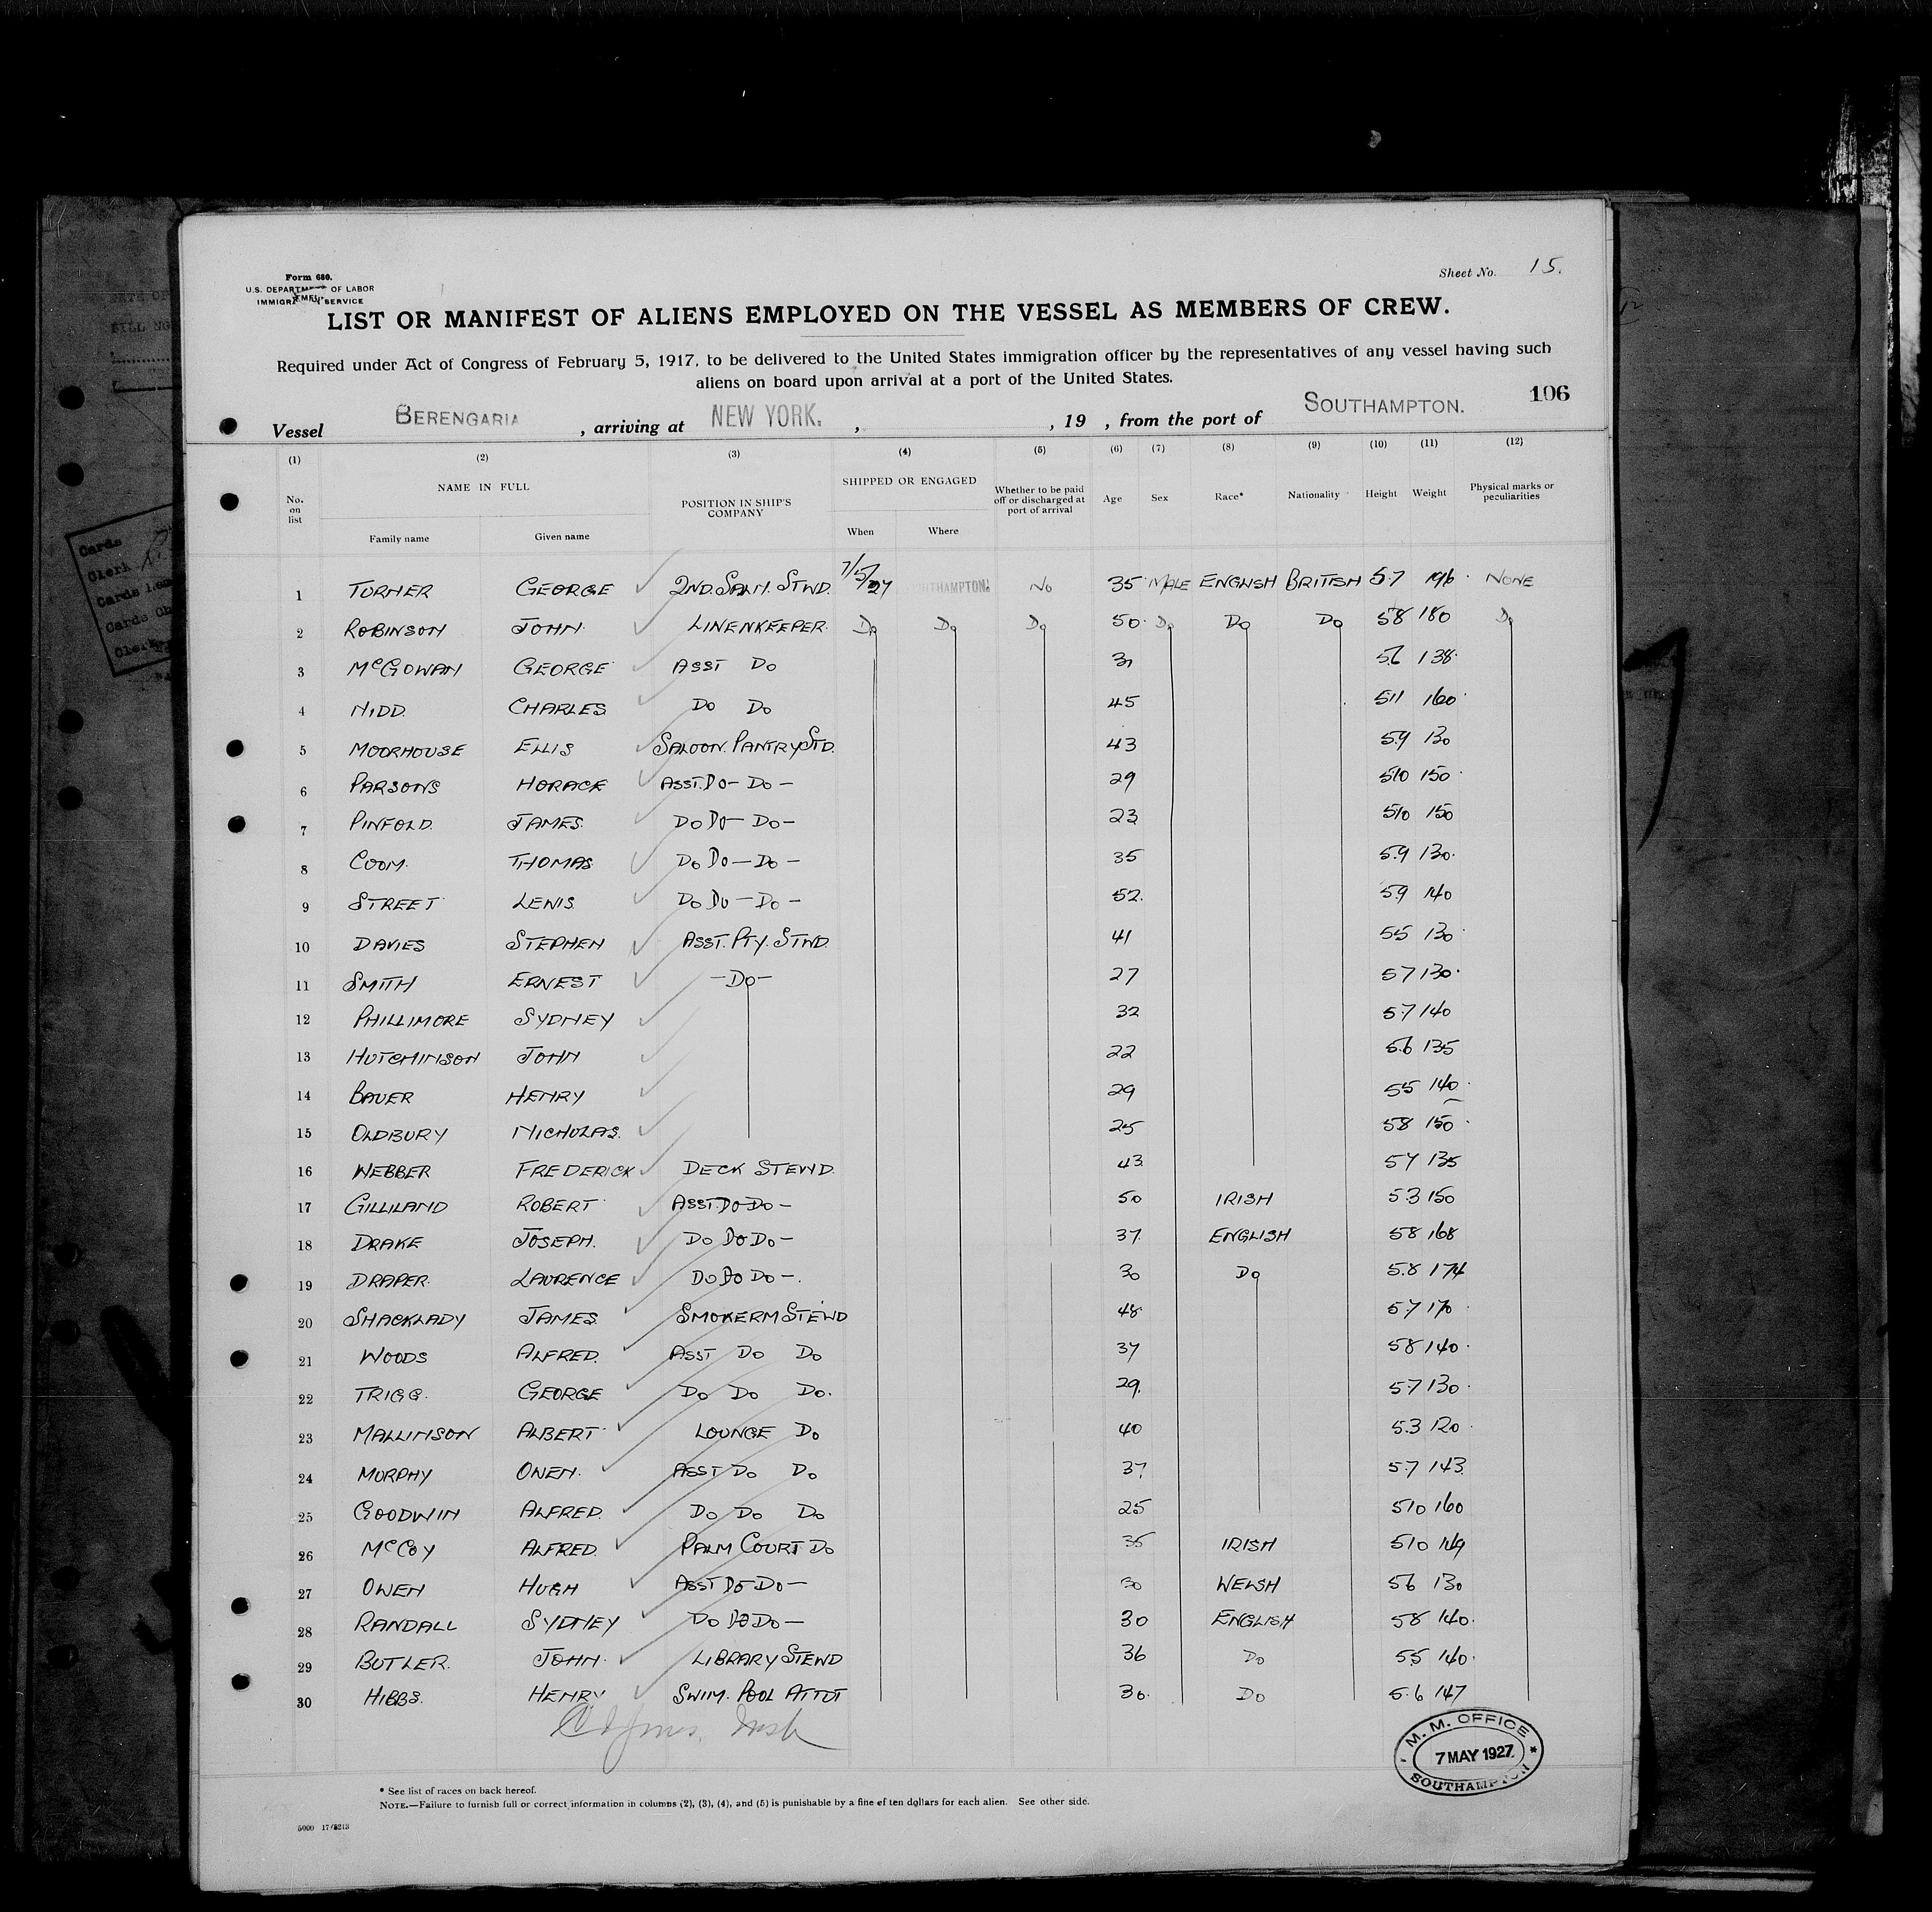 Form 680.
U.S. DEPARTMENT OF LABOR
IMMIGRATION SERVICE
Sheet No. 15.
LIST OR MANIFEST OF ALIENS EMPLOYED ON THE VESSEL AS MEMBERS OF CREW.
Required under Act of Congress of February 5, 1917, to be delivered to the United States immigration officer by the representatives of any vessel having such
aliens on board upon arrival at a port of the United States.
106
Vessel BERENGARIA , arriving at NEW YORK. , , 19 , from the port of SOUTHAMPTON.
(1) (2) (3) (4) (5) (6) (7) (8) (9) (10) (11) (12)
No. on list NAME IN FULL POSITION IN SHIP'S COMPANY SHIPPED OR ENGAGED Whether to be paid off or discharged at port of arrival Age Sex Race* Nationality Height Weight Physical marks or peculiarities
Family name Given name When Where
1 TURNER GEORGE 2ND. SALN. STWD. 7/5/27 SOUTHAMPTON. No 35 MALE ENGLISH BRITISH 5.7 196 NONE
2 ROBINSON JOHN LINENKEEPER. Do Do Do 50 Do Do Do 58 180 Do
3 McGOWAN GEORGE ASST Do 31 5.6 138
4 NIDD. CHARLES Do Do 45 511 160
5 MOORHOUSE ELLIS SALOON. PANTRY STD. 43 5.9 130
6 PARSONS HORACE ASST. Do - Do - 29 510 150
7 PINFOLD. JAMES. Do Do - Do - 23 510 150
8 COOM. THOMAS Do Do - Do - 35 5.9 130.
9 STREET LEWIS Do Do - Do - 52. 59 140
10 DAVIES STEPHEN ASST. PTY. STWD. 41 55 130
11 SMITH ERNEST - Do - 27 57 130.
12 PHILLIMORE SYDNEY 32 5.7 140
13 HUTCHINSON JOHN 22 5.6 135
14 BAUER HENRY 29 55 140
15 OLDBURY NICHOLAS. 25 58 150
16 WEBBER FREDERICK DECK STEWD. 43 57 135
17 GILLILAND ROBERT ASST. Do Do - 50 IRISH 5.3 150
18 DRAKE JOSEPH. Do Do Do - 37 ENGLISH 58 168
19 DRAPER. LAURENCE Do Do Do -. 30 Do 5.8 174
20 SHACKLADY JAMES SMOKERM STEWD 48 5.7 170
21 WOODS ALFRED. ASST Do Do 37 58 140.
22 TRIGG. GEORGE Do Do Do. 29. 57 130
23 MALLINSON ALBERT LOUNGE Do 40 5.3 120
24 MURPHY OWEN. ASST Do Do 37 5.7 143
25 GOODWIN ALFRED. Do Do Do 25 510 160
26 McCOY ALFRED. PALM COURT Do 35 IRISH 510 149
27 OWEN HUGH ASST Do Do - 30 WELSH 56 130
28 RANDALL SYDNEY Do Do Do - 30 ENGLISH 58 140.
29 BUTLER. JOHN. LIBRARY STEWD 36 Do 55 140.
30 HIBBS. HENRY SWIM. POOL ATTDT 30. Do 5.6 147
M. M. OFFICE
7 MAY 1927
SOUTHAMPTON
* See list of races on back hereof.
NOTE.—Failure to furnish full or correct information in columns (2), (3), (4), and (5) is punishable by a fine of ten dollars for each alien. See other side.
5000 17/8213